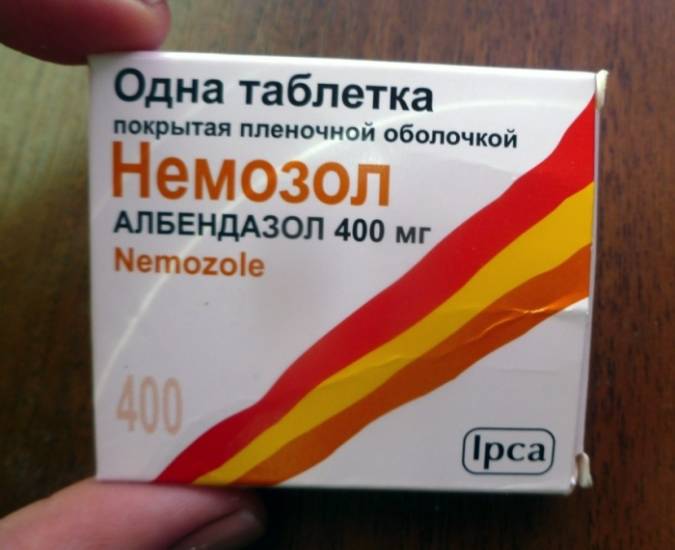 Одна таблетка
покрытая пленочной оболочкой
Немозол
АЛБЕНДАЗОЛ 400 мг
Nemozole
400
Ipca